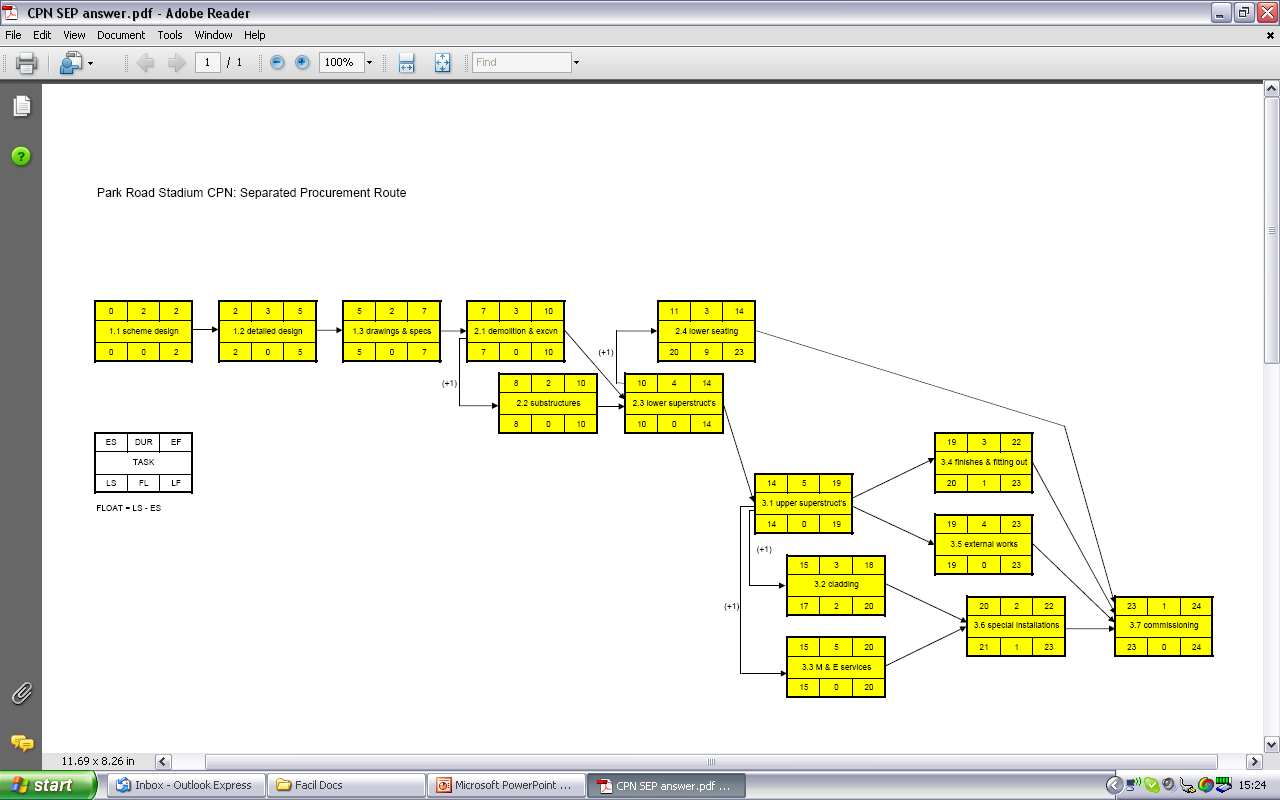 CPN SEP answer.pdf - Adobe Reader
File Edit View Document Tools Window Help
1 / 1 100% Find
Park Road Stadium CPN: Separated Procurement Route
0 2 2
1.1 scheme design
0 0 2
2 3 5
1.2 detailed design
2 0 5
5 2 7
1.3 drawings & specs
5 0 7
7 3 10
2.1 demolition & excvn
7 0 10
(+1)
8 2 10
2.2 substructures
8 0 10
(+1)
11 3 14
2.4 lower seating
20 9 23
10 4 14
2.3 lower superstruct's
10 0 14
ES DUR EF
TASK
LS FL LF
FLOAT = LS - ES
14 5 19
3.1 upper superstruct's
14 0 19
19 3 22
3.4 finishes & fitting out
20 1 23
19 4 23
3.5 external works
19 0 23
(+1)
15 3 18
3.2 cladding
17 2 20
(+1)
15 5 20
3.3 M & E services
15 0 20
20 2 22
3.6 special installations
21 1 23
23 1 24
3.7 commissioning
23 0 24
11.69 x 8.26 in
start Inbox - Outlook Express Facil Docs Microsoft PowerPoint ... CPN SEP answer.pdf ... 15:24